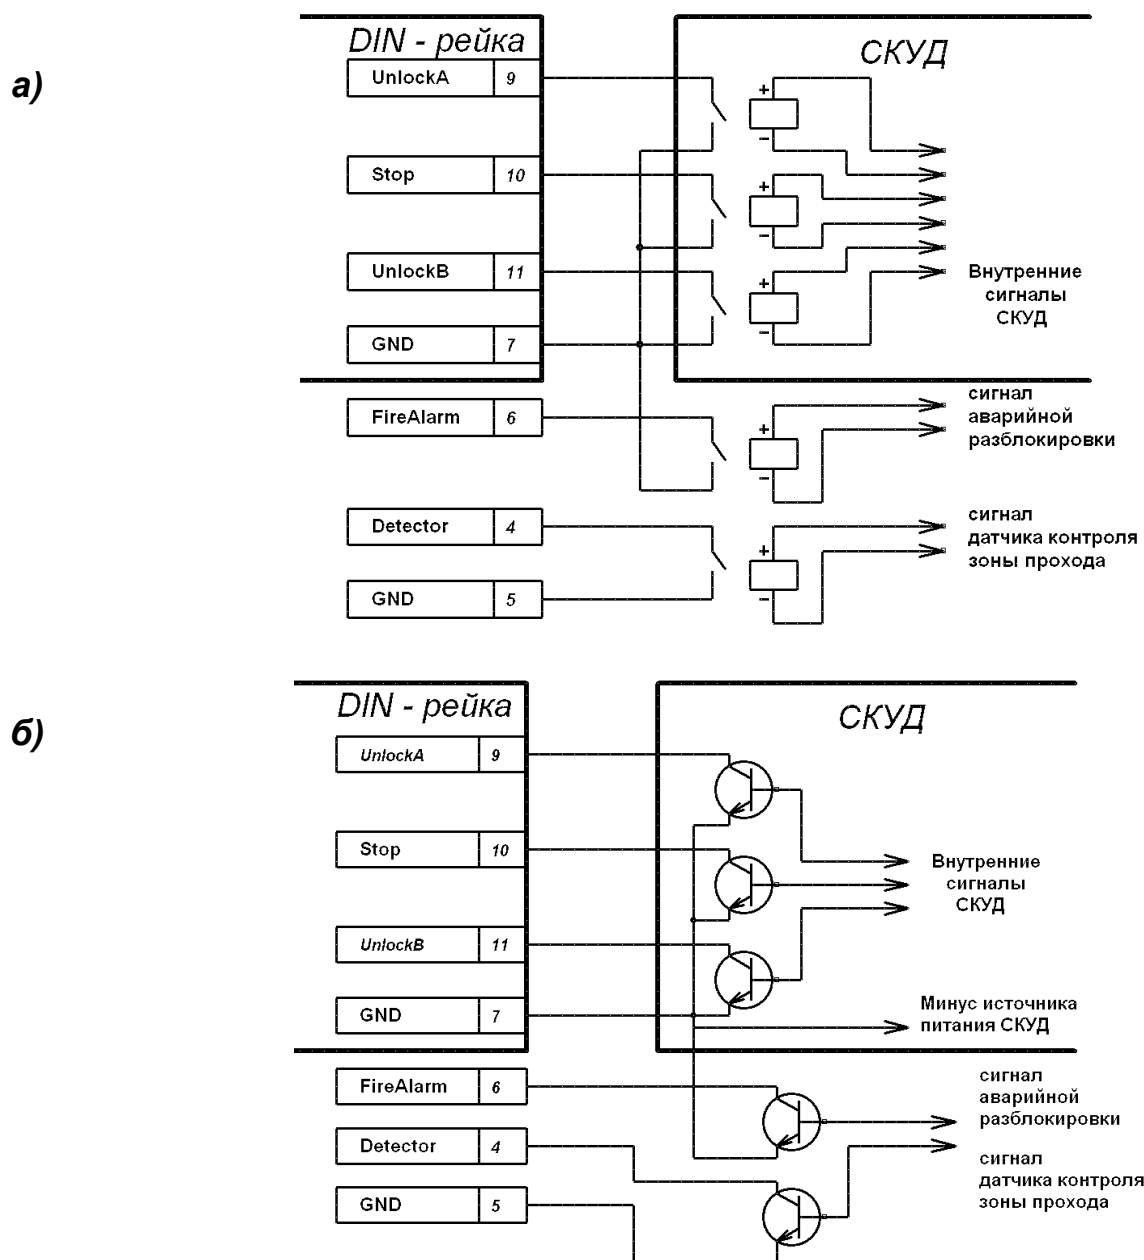 а)
DIN - рейка
СКУД
UnlockA 9
+
−
Stop 10
+
−
UnlockB 11
+
−
Внутренние
сигналы
СКУД
GND 7
FireAlarm 6
+
−
сигнал
аварийной
разблокировки
Detector 4
+
−
сигнал
датчика контроля
зоны прохода
GND 5
б)
DIN - рейка
СКУД
UnlockA 9
Stop 10
Внутренние
сигналы
СКУД
UnlockB 11
GND 7
Минус источника
питания СКУД
FireAlarm 6
сигнал
аварийной
разблокировки
Detector 4
сигнал
датчика контроля
зоны прохода
GND 5